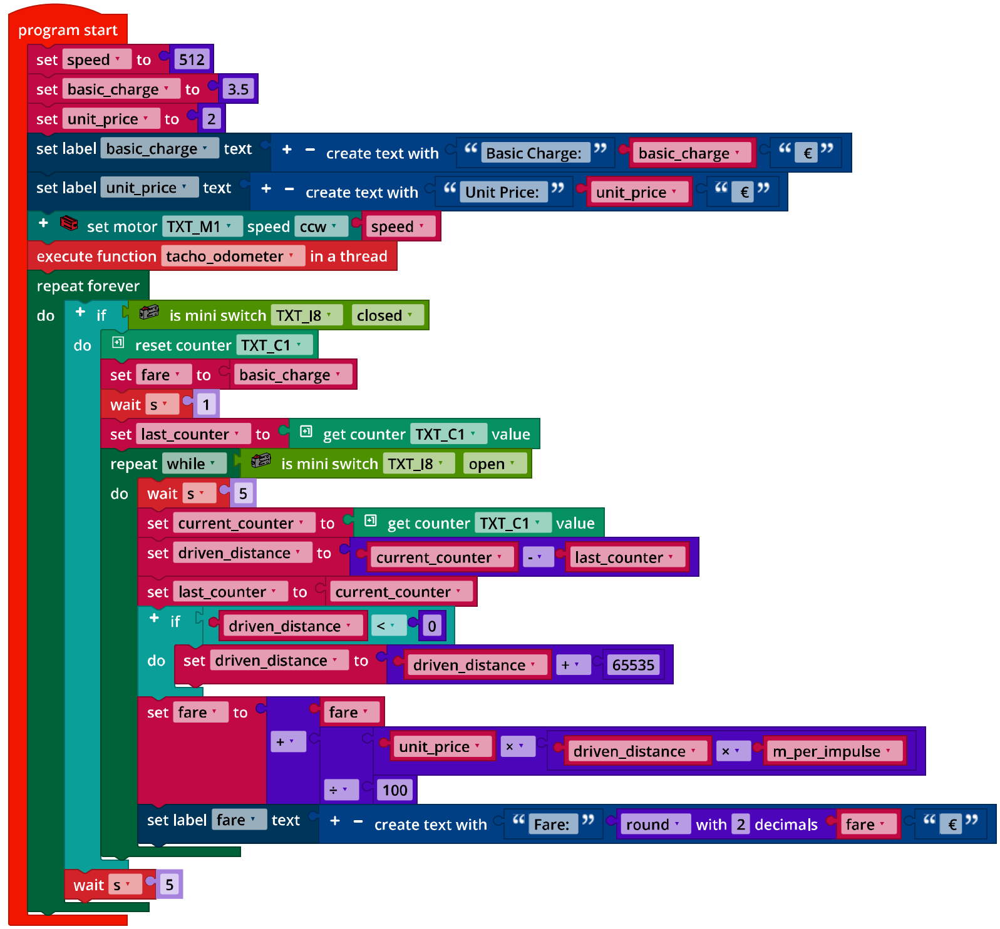 program start
set speed to 512
set basic_charge to 3.5
set unit_price to 2
set label basic_charge text + − create text with “ Basic Charge: ” basic_charge “ € ”
set label unit_price text + − create text with “ Unit Price: ” unit_price “ € ”
+ set motor TXT_M1 speed ccw speed
execute function tacho_odometer in a thread
repeat forever
do + if is mini switch TXT_I8 closed
do +1 reset counter TXT_C1
set fare to basic_charge
wait s 1
set last_counter to +1 get counter TXT_C1 value
repeat while is mini switch TXT_I8 open
do wait s 5
set current_counter to +1 get counter TXT_C1 value
set driven_distance to current_counter - last_counter
set last_counter to current_counter
+ if driven_distance < 0
do set driven_distance to driven_distance + 65535
set fare to fare
+ unit_price × driven_distance × m_per_impulse
÷ 100
set label fare text + − create text with “ Fare: ” round with 2 decimals fare “ € ”
wait s 5